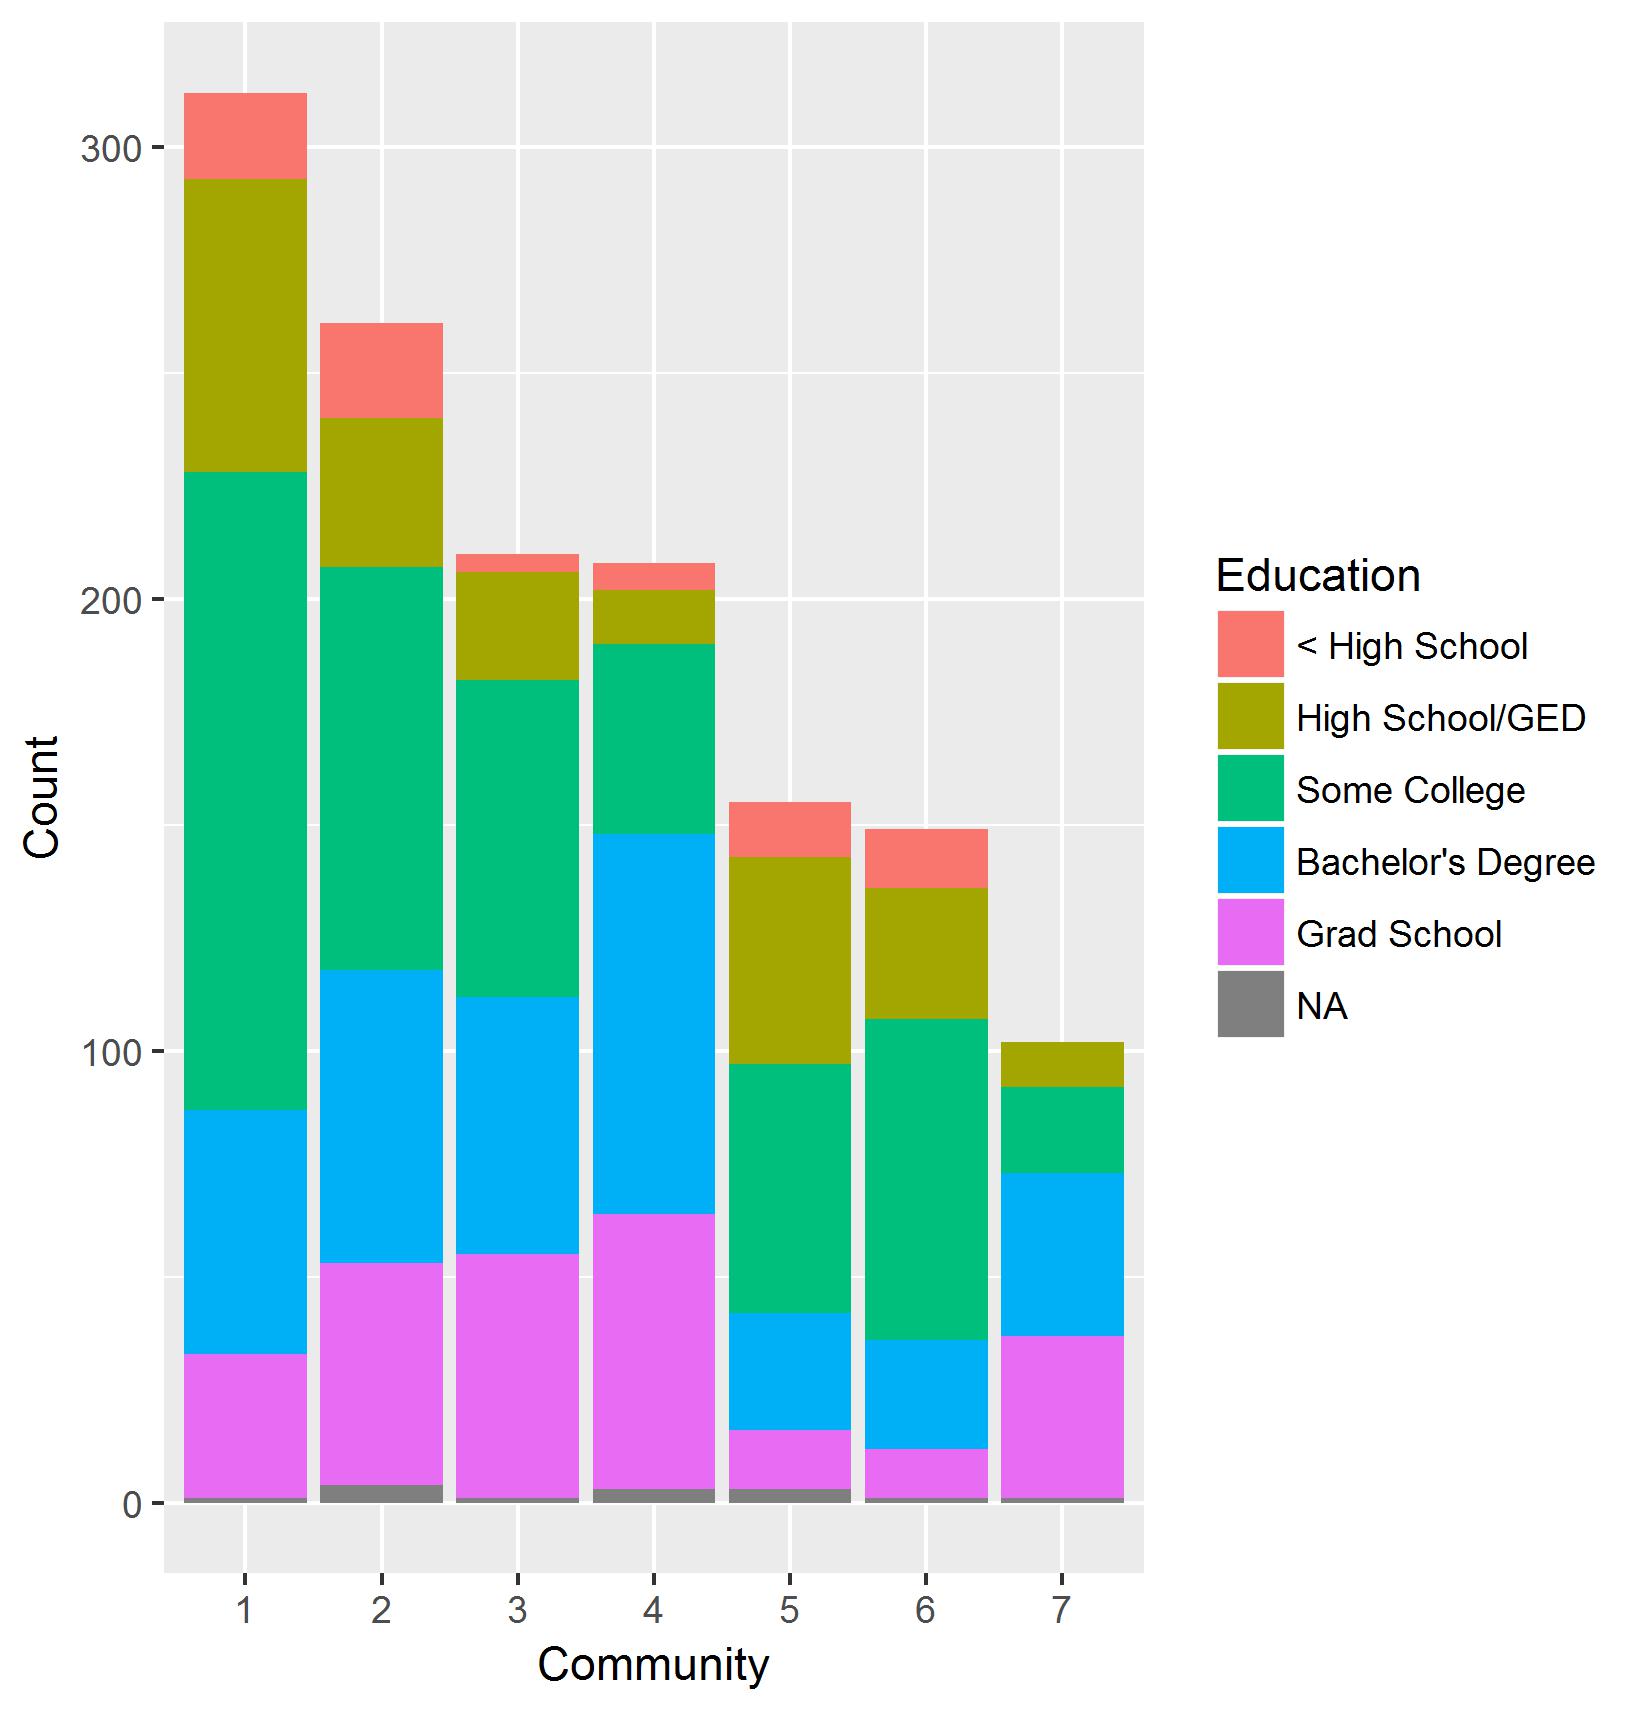 300
200
100
0
Count
1 2 3 4 5 6 7
Community
Education
< High School
High School/GED
Some College
Bachelor's Degree
Grad School
NA